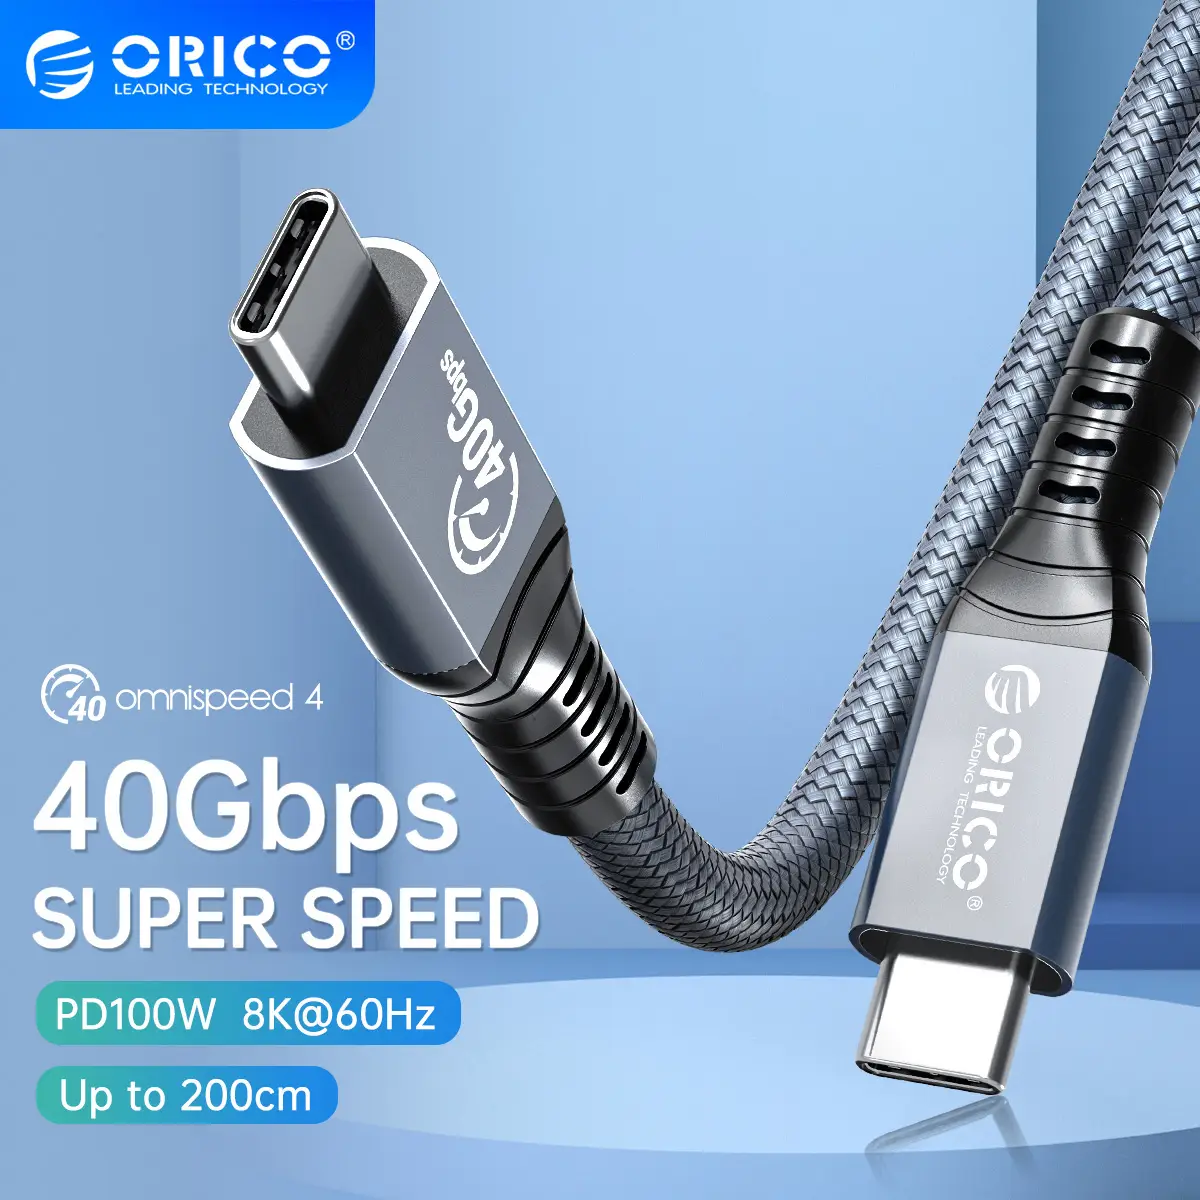 ORICO®
LEADING TECHNOLOGY
40Gbps
40 omnispeed 4
40Gbps
SUPER SPEED
PD100W 8K@60Hz
Up to 200cm
ORICO®
LEADING TECHNOLOGY